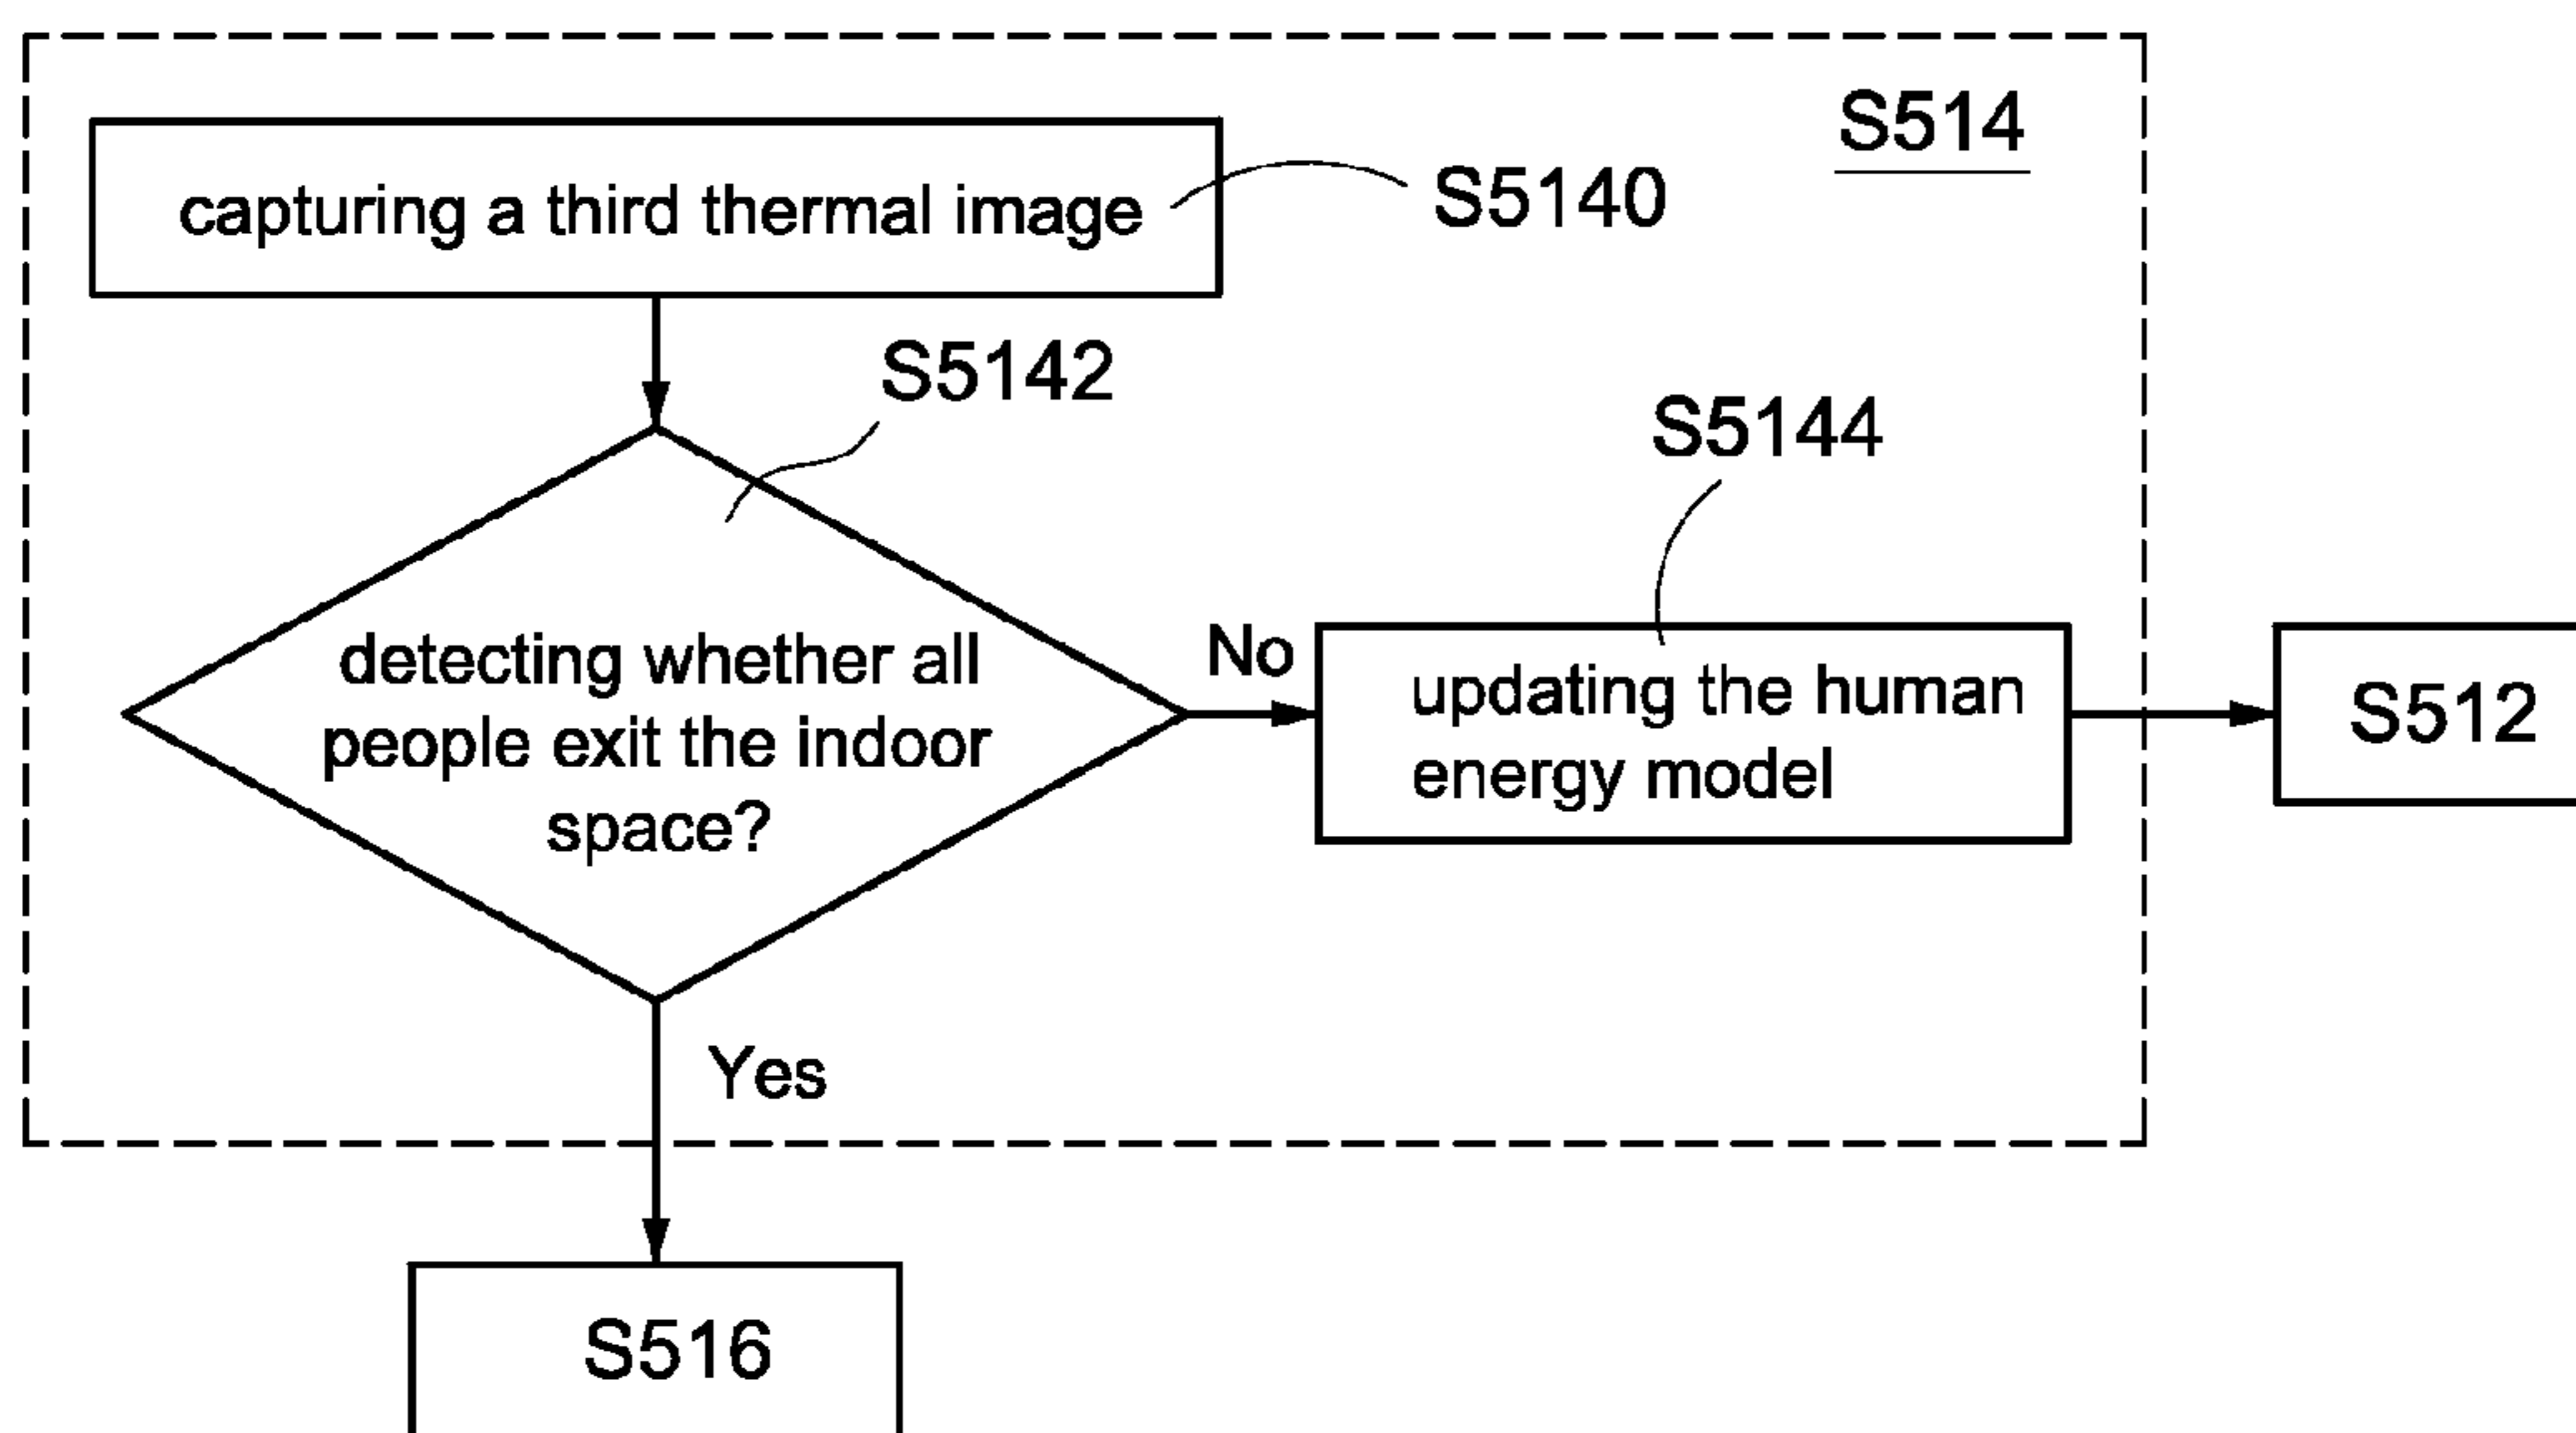 S514
capturing a third thermal image
S5140
S5142
detecting whether all
people exit the indoor
space?
No
S5144
updating the human
energy model
S512
Yes
S516